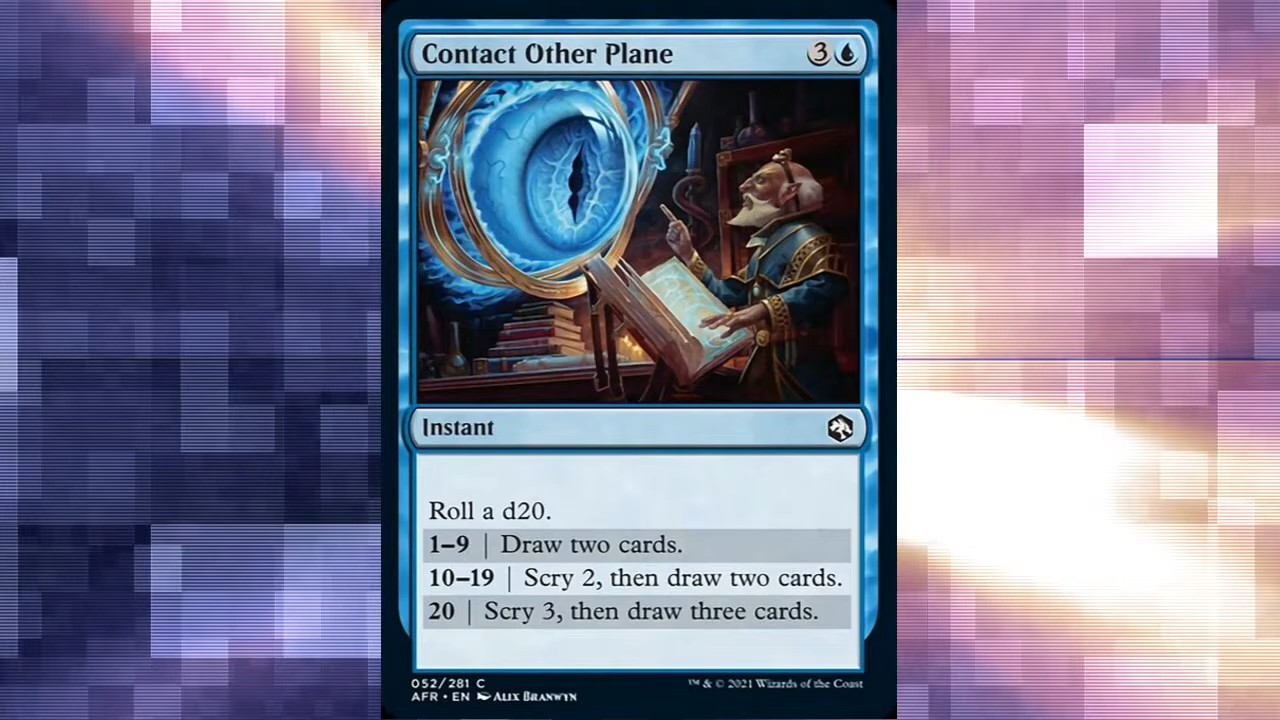 Contact Other Plane 3
Instant
Roll a d20.
1–9 | Draw two cards.
10–19 | Scry 2, then draw two cards.
20 | Scry 3, then draw three cards.
052/281 C
AFR • EN Alix Branwyn
™ & © 2021 Wizards of the Coast